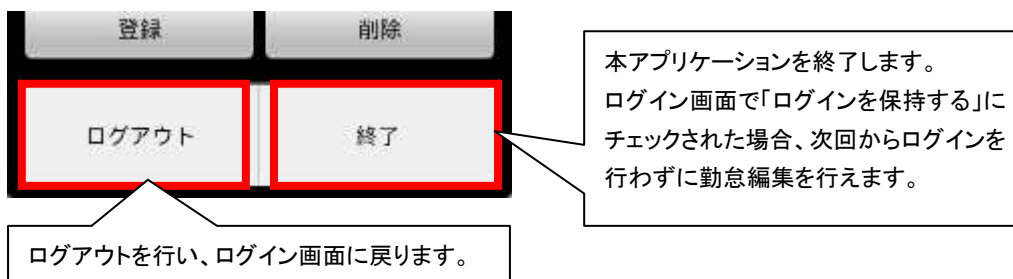 登録
削除
ログアウト
終了
本アプリケーションを終了します。
ログイン画面で「ログインを保持する」に
チェックされた場合、次回からログインを
行わずに勤怠編集を行えます。
ログアウトを行い、ログイン画面に戻ります。